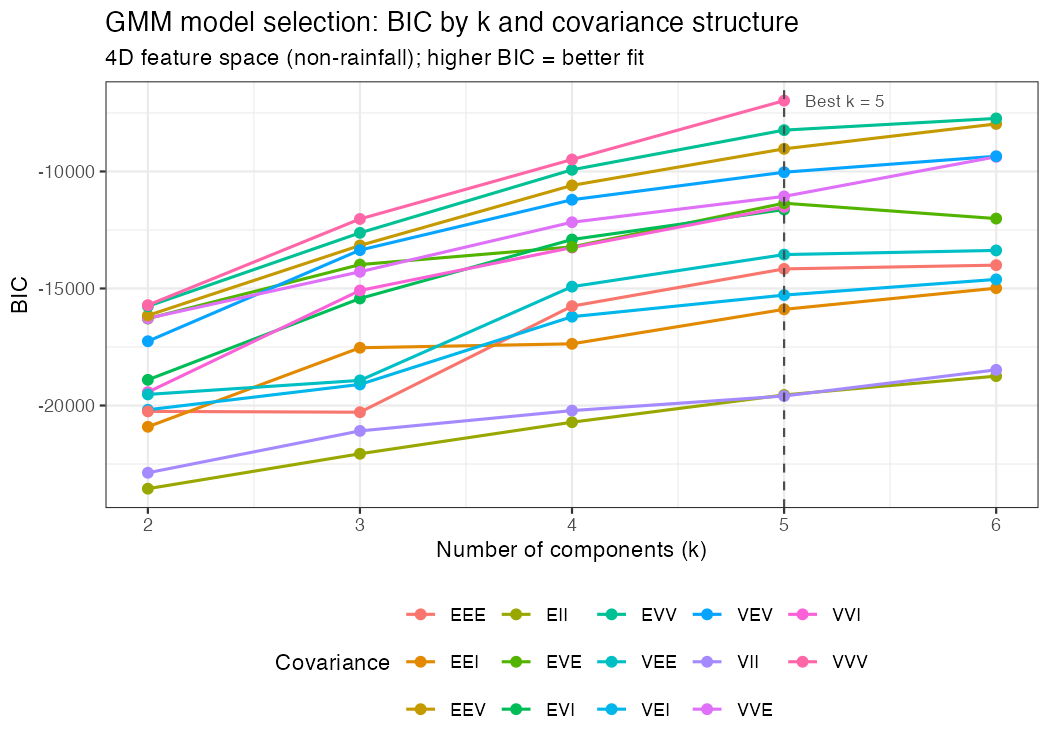 GMM model selection: BIC by k and covariance structure
4D feature space (non-rainfall); higher BIC = better fit
Best k = 5
-10000
-15000
-20000
BIC
2 3 4 5 6
Number of components (k)
EEE EII EVV VEV VVI
Covariance EEI EVE VEE VII VVV
EEV EVI VEI VVE